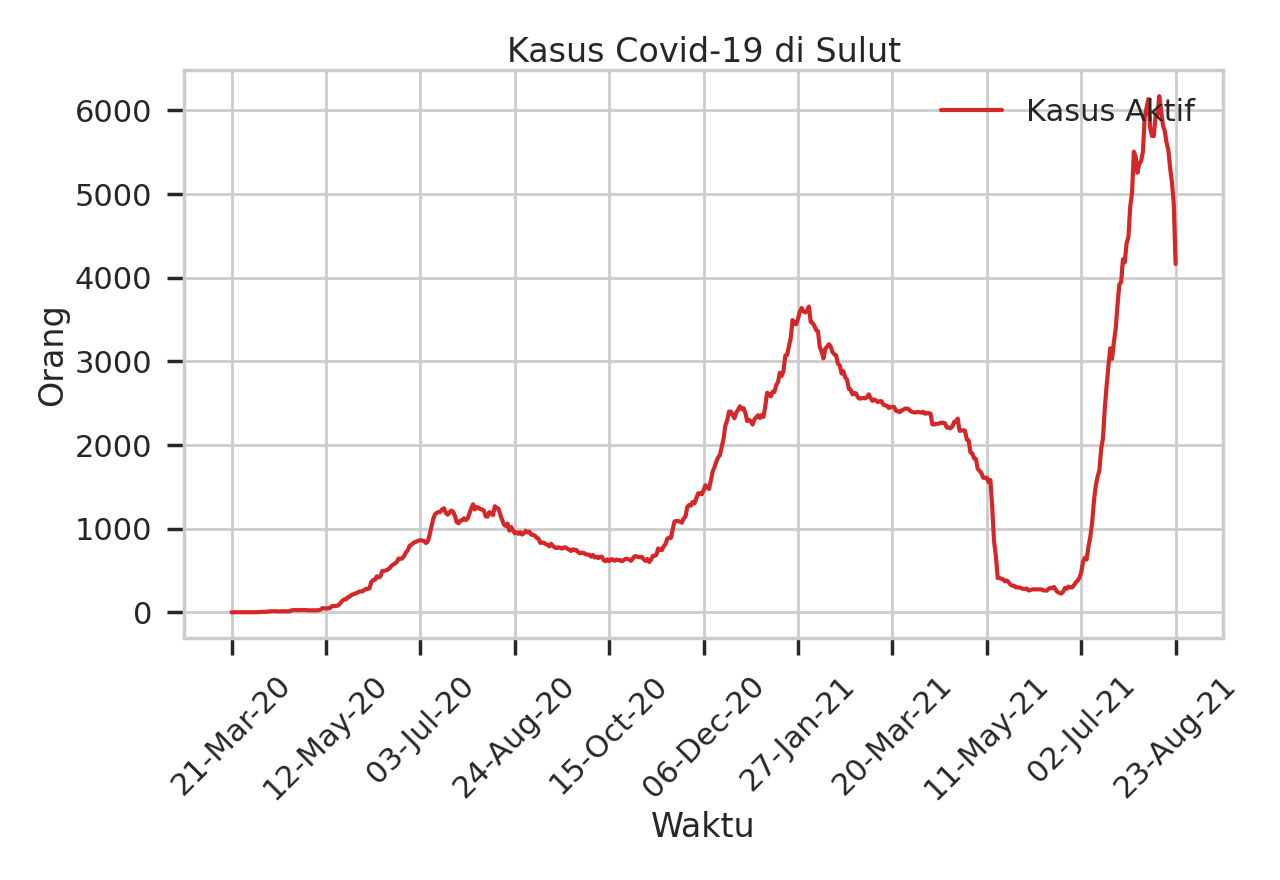 Kasus Covid-19 di Sulut
Kasus Aktif
6000
5000
4000
3000
2000
1000
0
Orang
21-Mar-20
12-May-20
03-Jul-20
24-Aug-20
15-Oct-20
06-Dec-20
27-Jan-21
20-Mar-21
11-May-21
02-Jul-21
23-Aug-21
Waktu